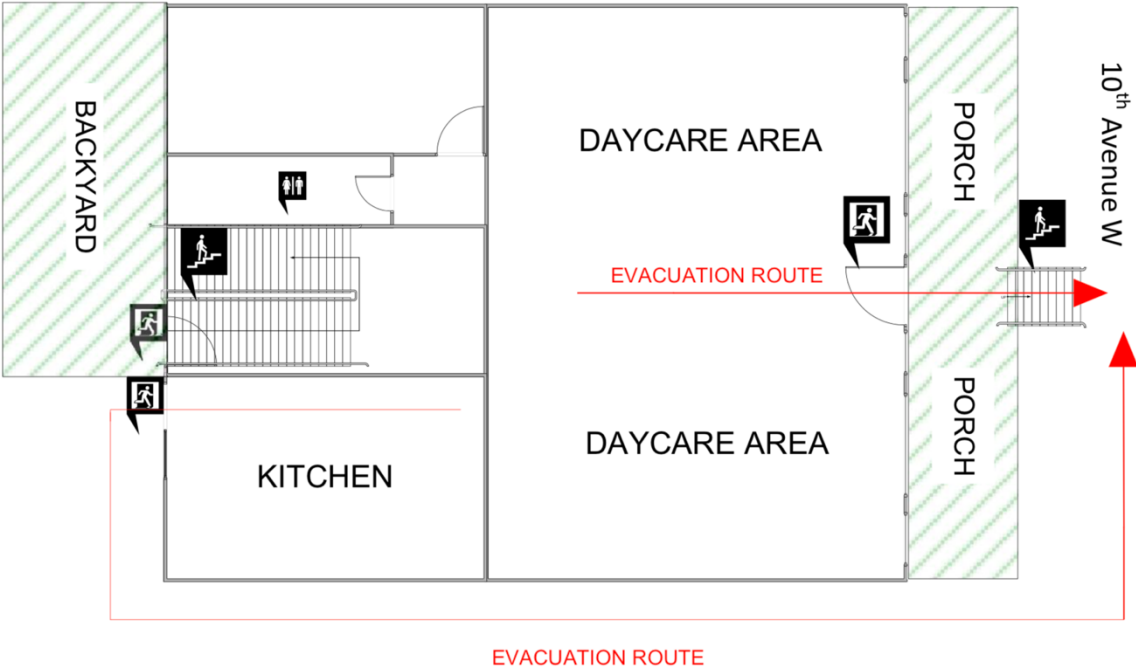 BACKYARD
DAYCARE AREA
PORCH
10th Avenue W
EVACUATION ROUTE
DAYCARE AREA
PORCH
KITCHEN
EVACUATION ROUTE